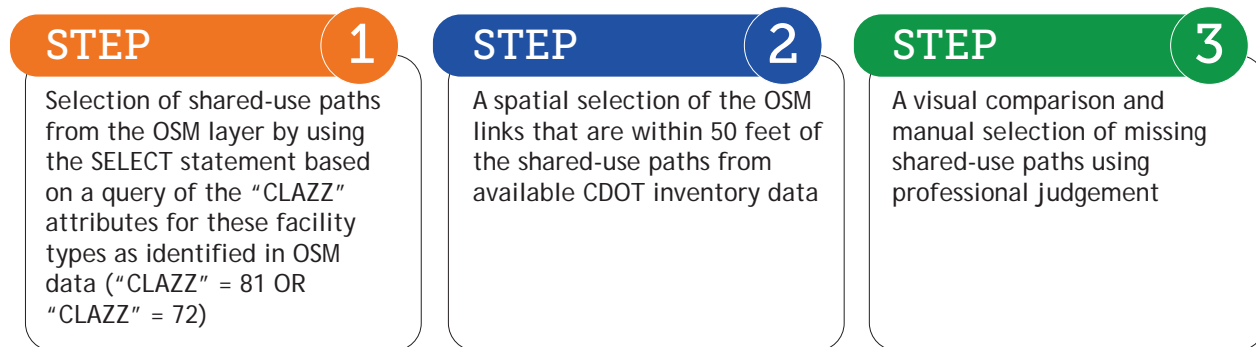 STEP 1
Selection of shared-use paths
from the OSM layer by using
the SELECT statement based
on a query of the “CLAZZ”
attributes for these facility
types as identified in OSM
data (“CLAZZ” = 81 OR
“CLAZZ” = 72)
STEP 2
A spatial selection of the OSM
links that are within 50 feet of
the shared-use paths from
available CDOT inventory data
STEP 3
A visual comparison and
manual selection of missing
shared-use paths using
professional judgement